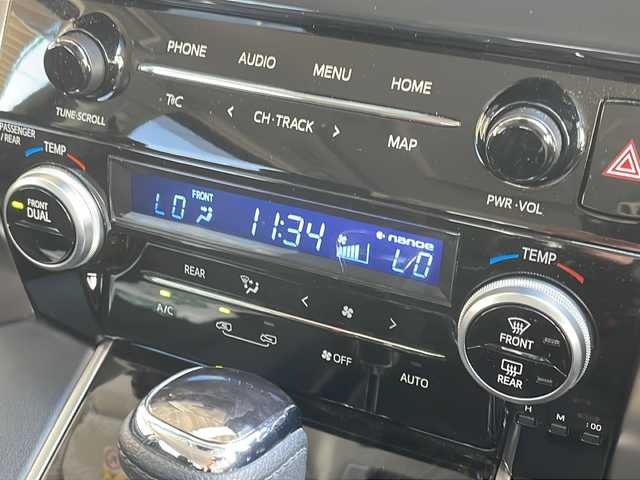 PHONE AUDIO MENU HOME
TUNE·SCROLL
T/C < CH·TRACK > MAP
PWR·VOL
PASSENGER
/ REAR
TEMP
FRONT
DUAL
FRONT
LO 11:34 nanoe LO
TEMP
REAR
A/C
OFF
AUTO
FRONT
REAR
H M :00